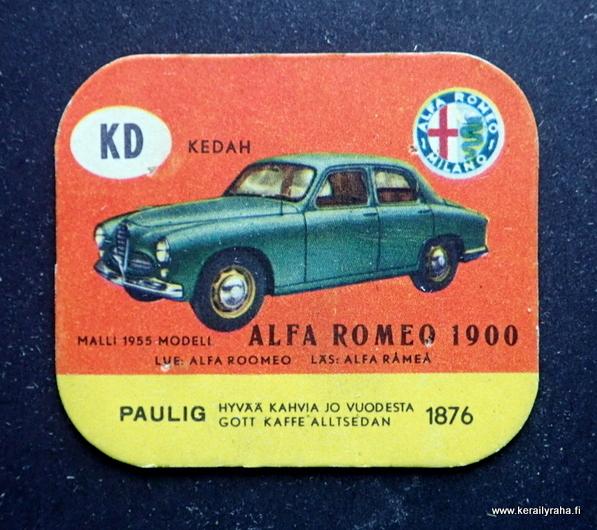 KD
KEDAH
ALFA ROMEO
MILANO
MALLI 1955 MODELL
ALFA ROMEO 1900
LUE: ALFA ROOMEO LÄS: ALFA RÅMEÅ
PAULIG
HYVÄÄ KAHVIA JO VUODESTA
GOTT KAFFE ALLTSEDAN
1876
www.kerailyraha.fi